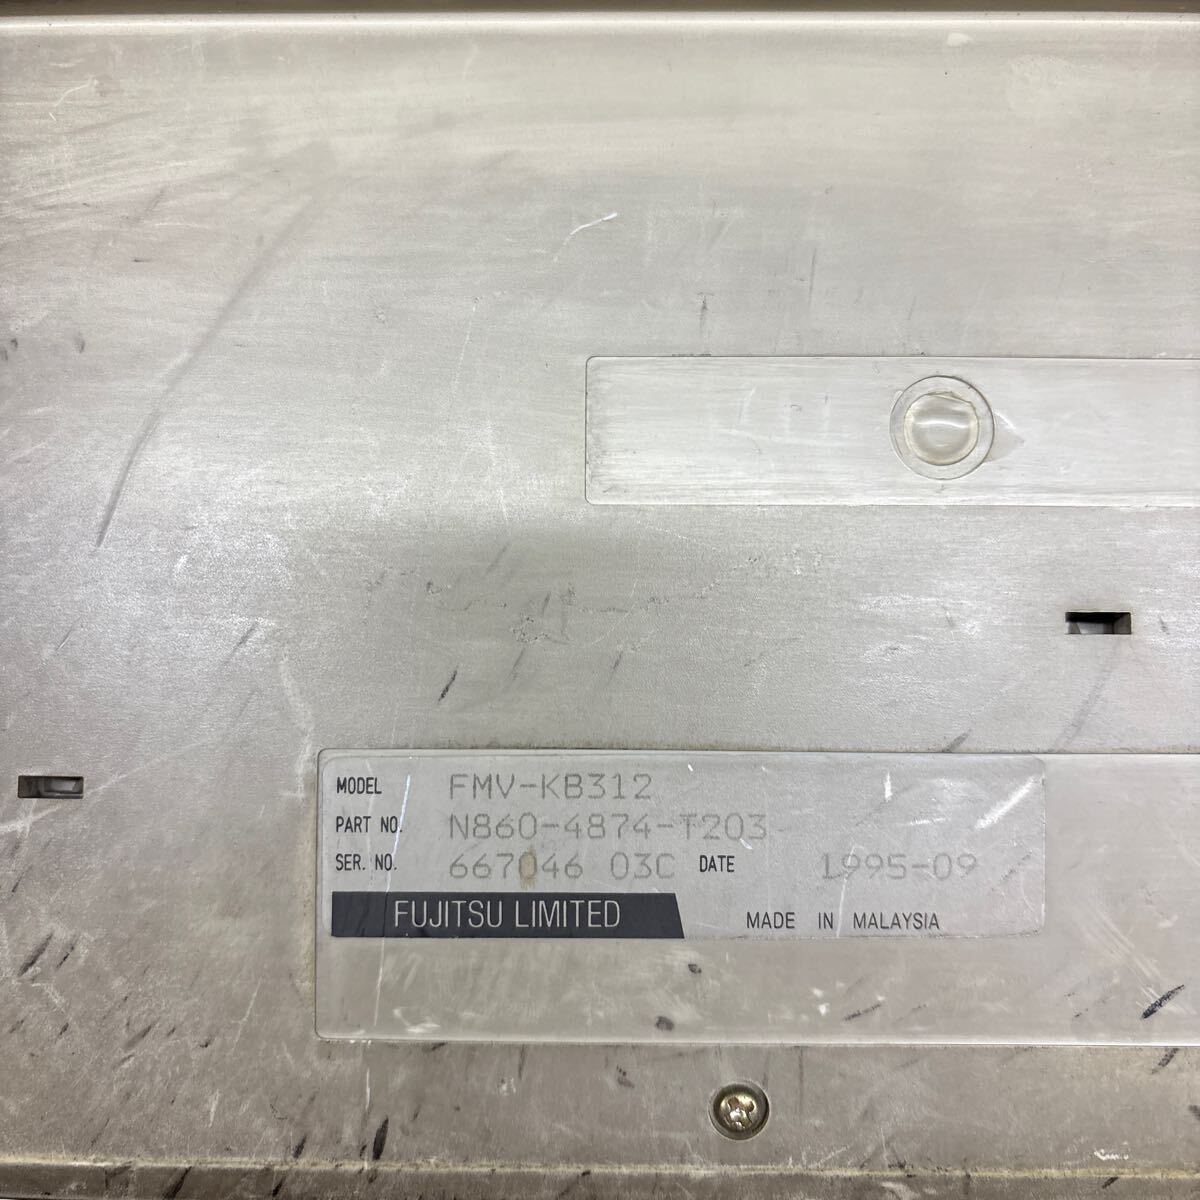 MODEL FMV-KB312
PART NO. N860-4874-T203
SER. NO. 667046 03C DATE 1995-09
FUJITSU LIMITED MADE IN MALAYSIA